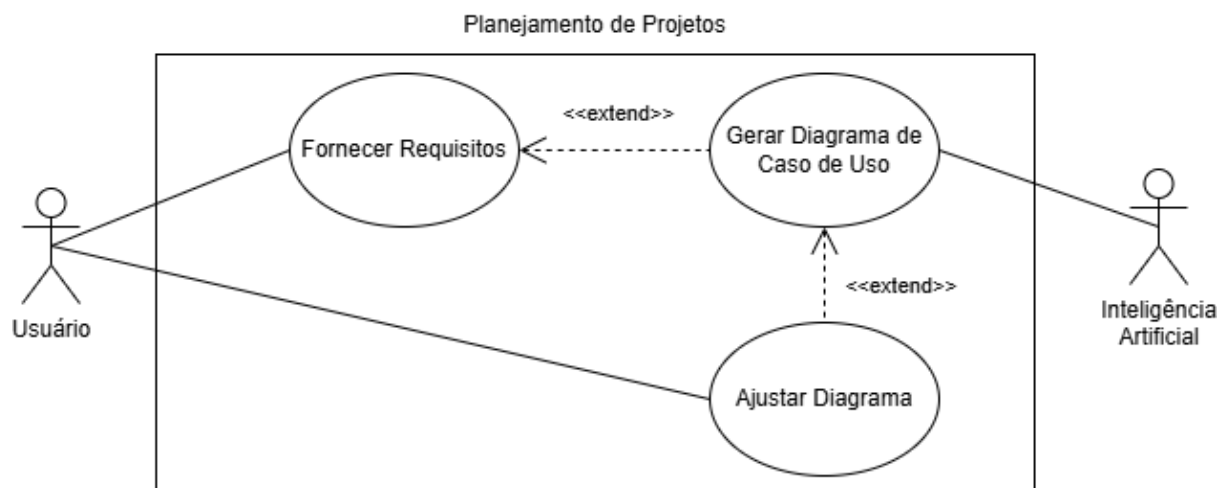 Planejamento de Projetos
Fornecer Requisitos
<<extend>>
Gerar Diagrama de
Caso de Uso
<<extend>>
Usuário
Inteligência
Artificial
Ajustar Diagrama